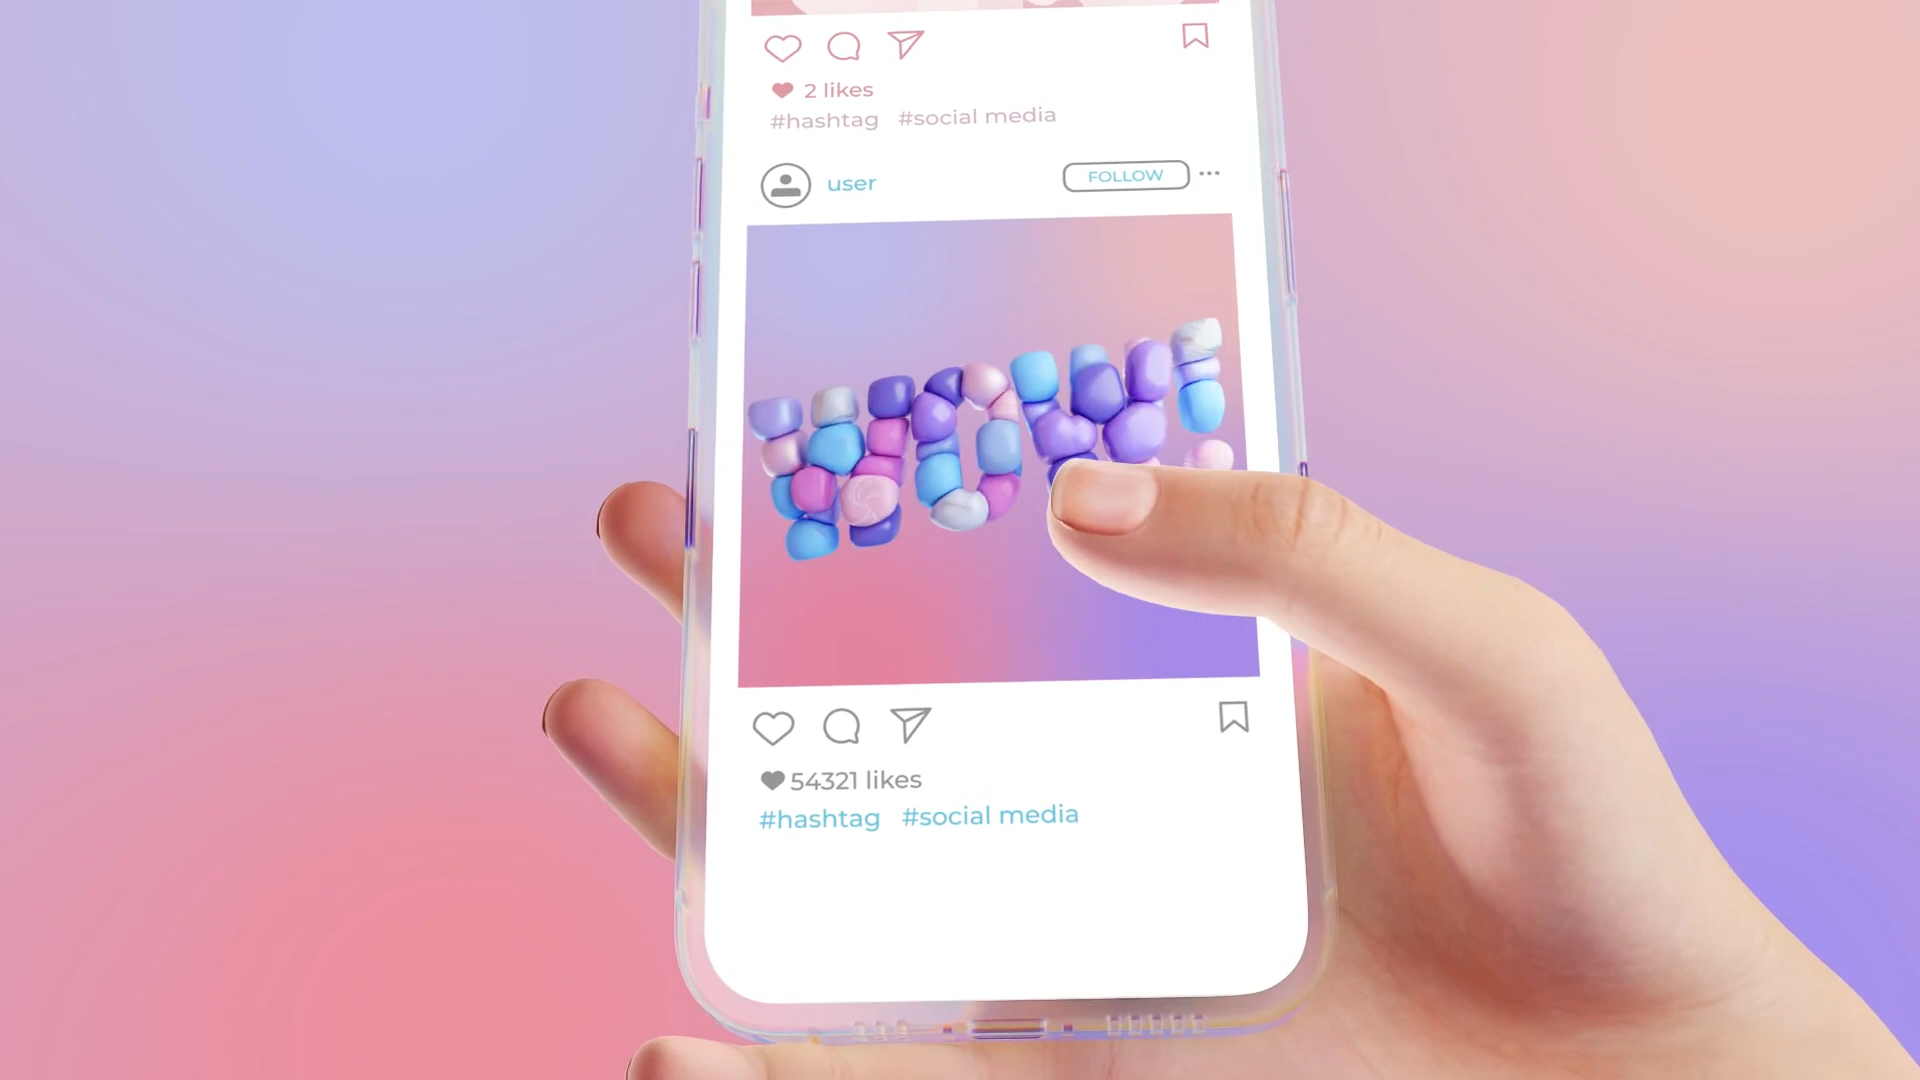 2 likes
#hashtag #social media
user FOLLOW
WOW!
54321 likes
#hashtag #social media